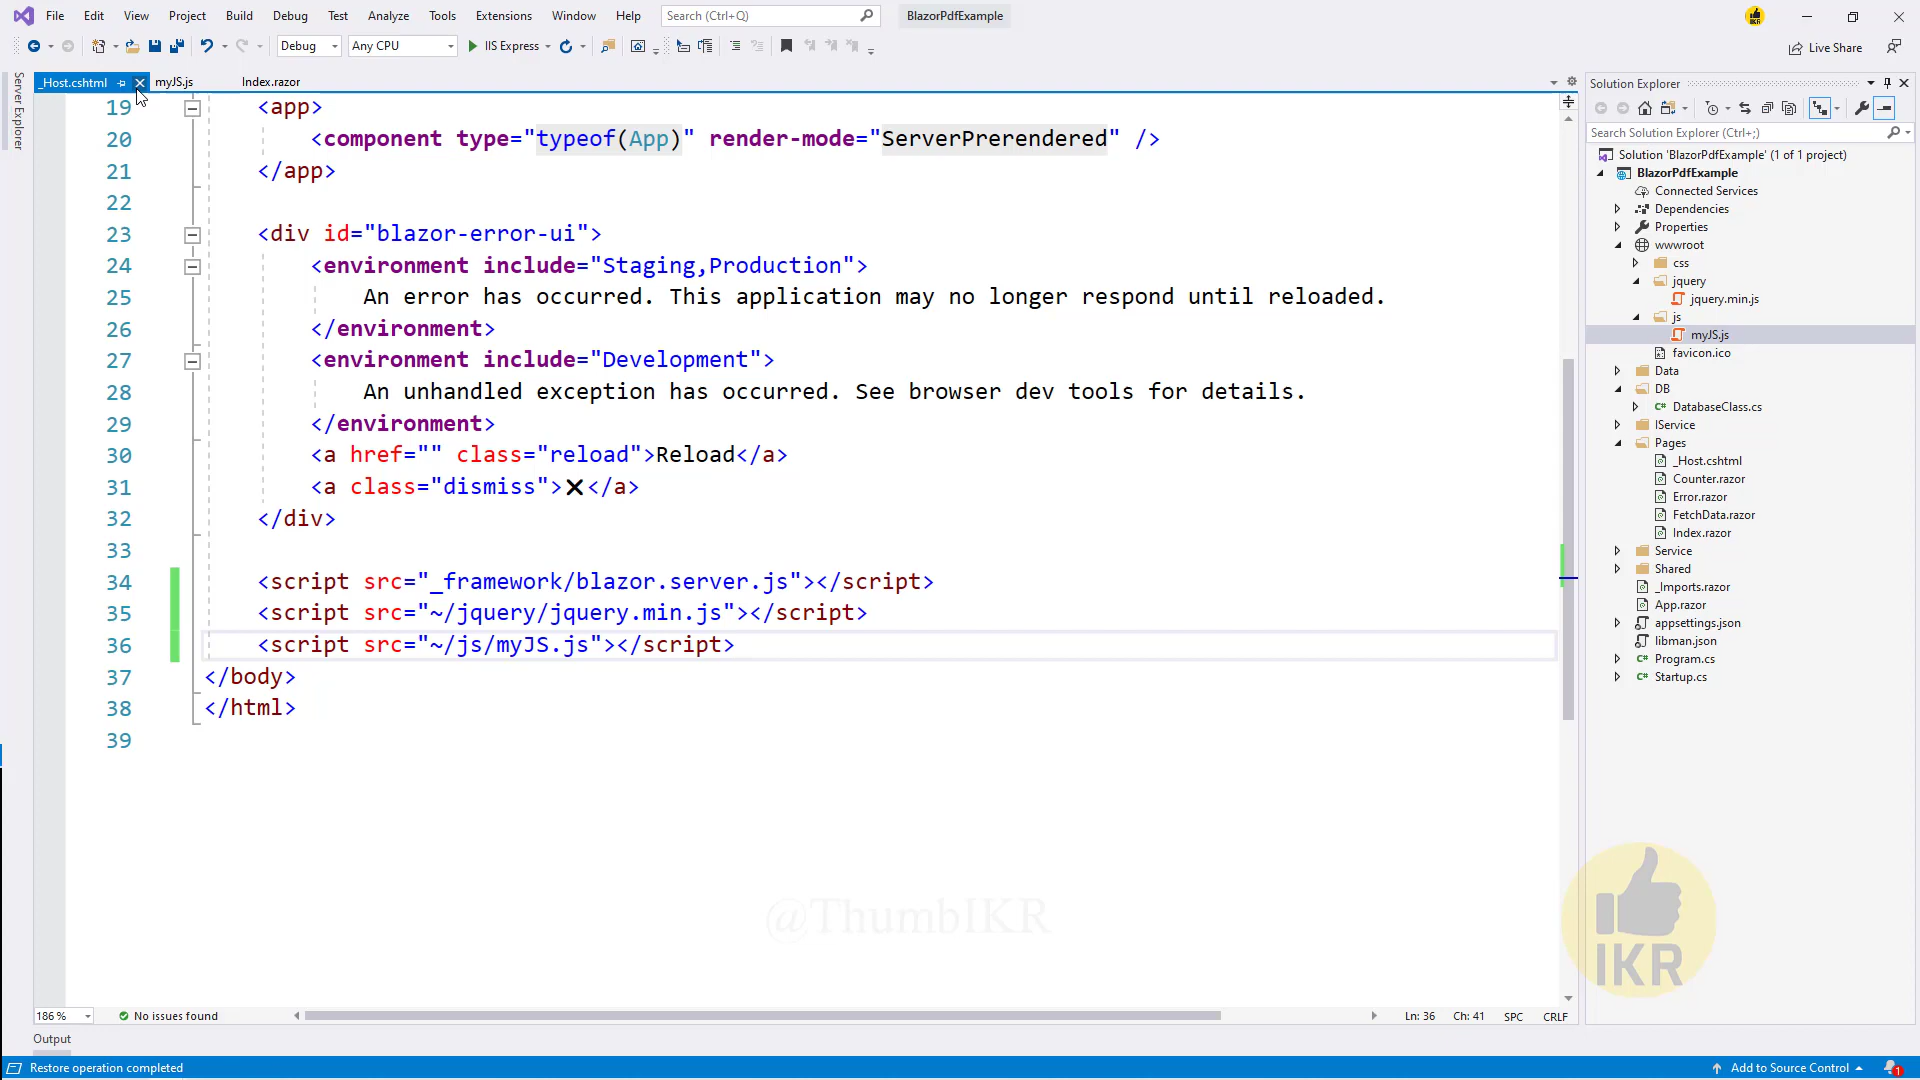 File Edit View Project Build Debug Test Analyze Tools Extensions Window Help Search (Ctrl+Q) BlazorPdfExample
Debug Any CPU IIS Express Live Share
Server Explorer
_Host.cshtml myJS.js Index.razor
19 <app>
20 <component type="typeof(App)" render-mode="ServerPrerendered" />
21 </app>
22
23 <div id="blazor-error-ui">
24 <environment include="Staging,Production">
25 An error has occurred. This application may no longer respond until reloaded.
26 </environment>
27 <environment include="Development">
28 An unhandled exception has occurred. See browser dev tools for details.
29 </environment>
30 <a href="" class="reload">Reload</a>
31 <a class="dismiss">🗙</a>
32 </div>
33
34 <script src="_framework/blazor.server.js"></script>
35 <script src="~/jquery/jquery.min.js"></script>
36 <script src="~/js/myJS.js"></script>
37 </body>
38 </html>
39
@ThumbIKR
186 % No issues found Ln: 36 Ch: 41 SPC CRLF
Output
Solution Explorer
Search Solution Explorer (Ctrl+;)
Solution 'BlazorPdfExample' (1 of 1 project)
BlazorPdfExample
Connected Services
Dependencies
Properties
wwwroot
css
jquery
jquery.min.js
js
myJS.js
favicon.ico
Data
DB
C# DatabaseClass.cs
IService
Pages
_Host.cshtml
Counter.razor
Error.razor
FetchData.razor
Index.razor
Service
Shared
_Imports.razor
App.razor
appsettings.json
libman.json
C# Program.cs
C# Startup.cs
IKR
Restore operation completed Add to Source Control 1